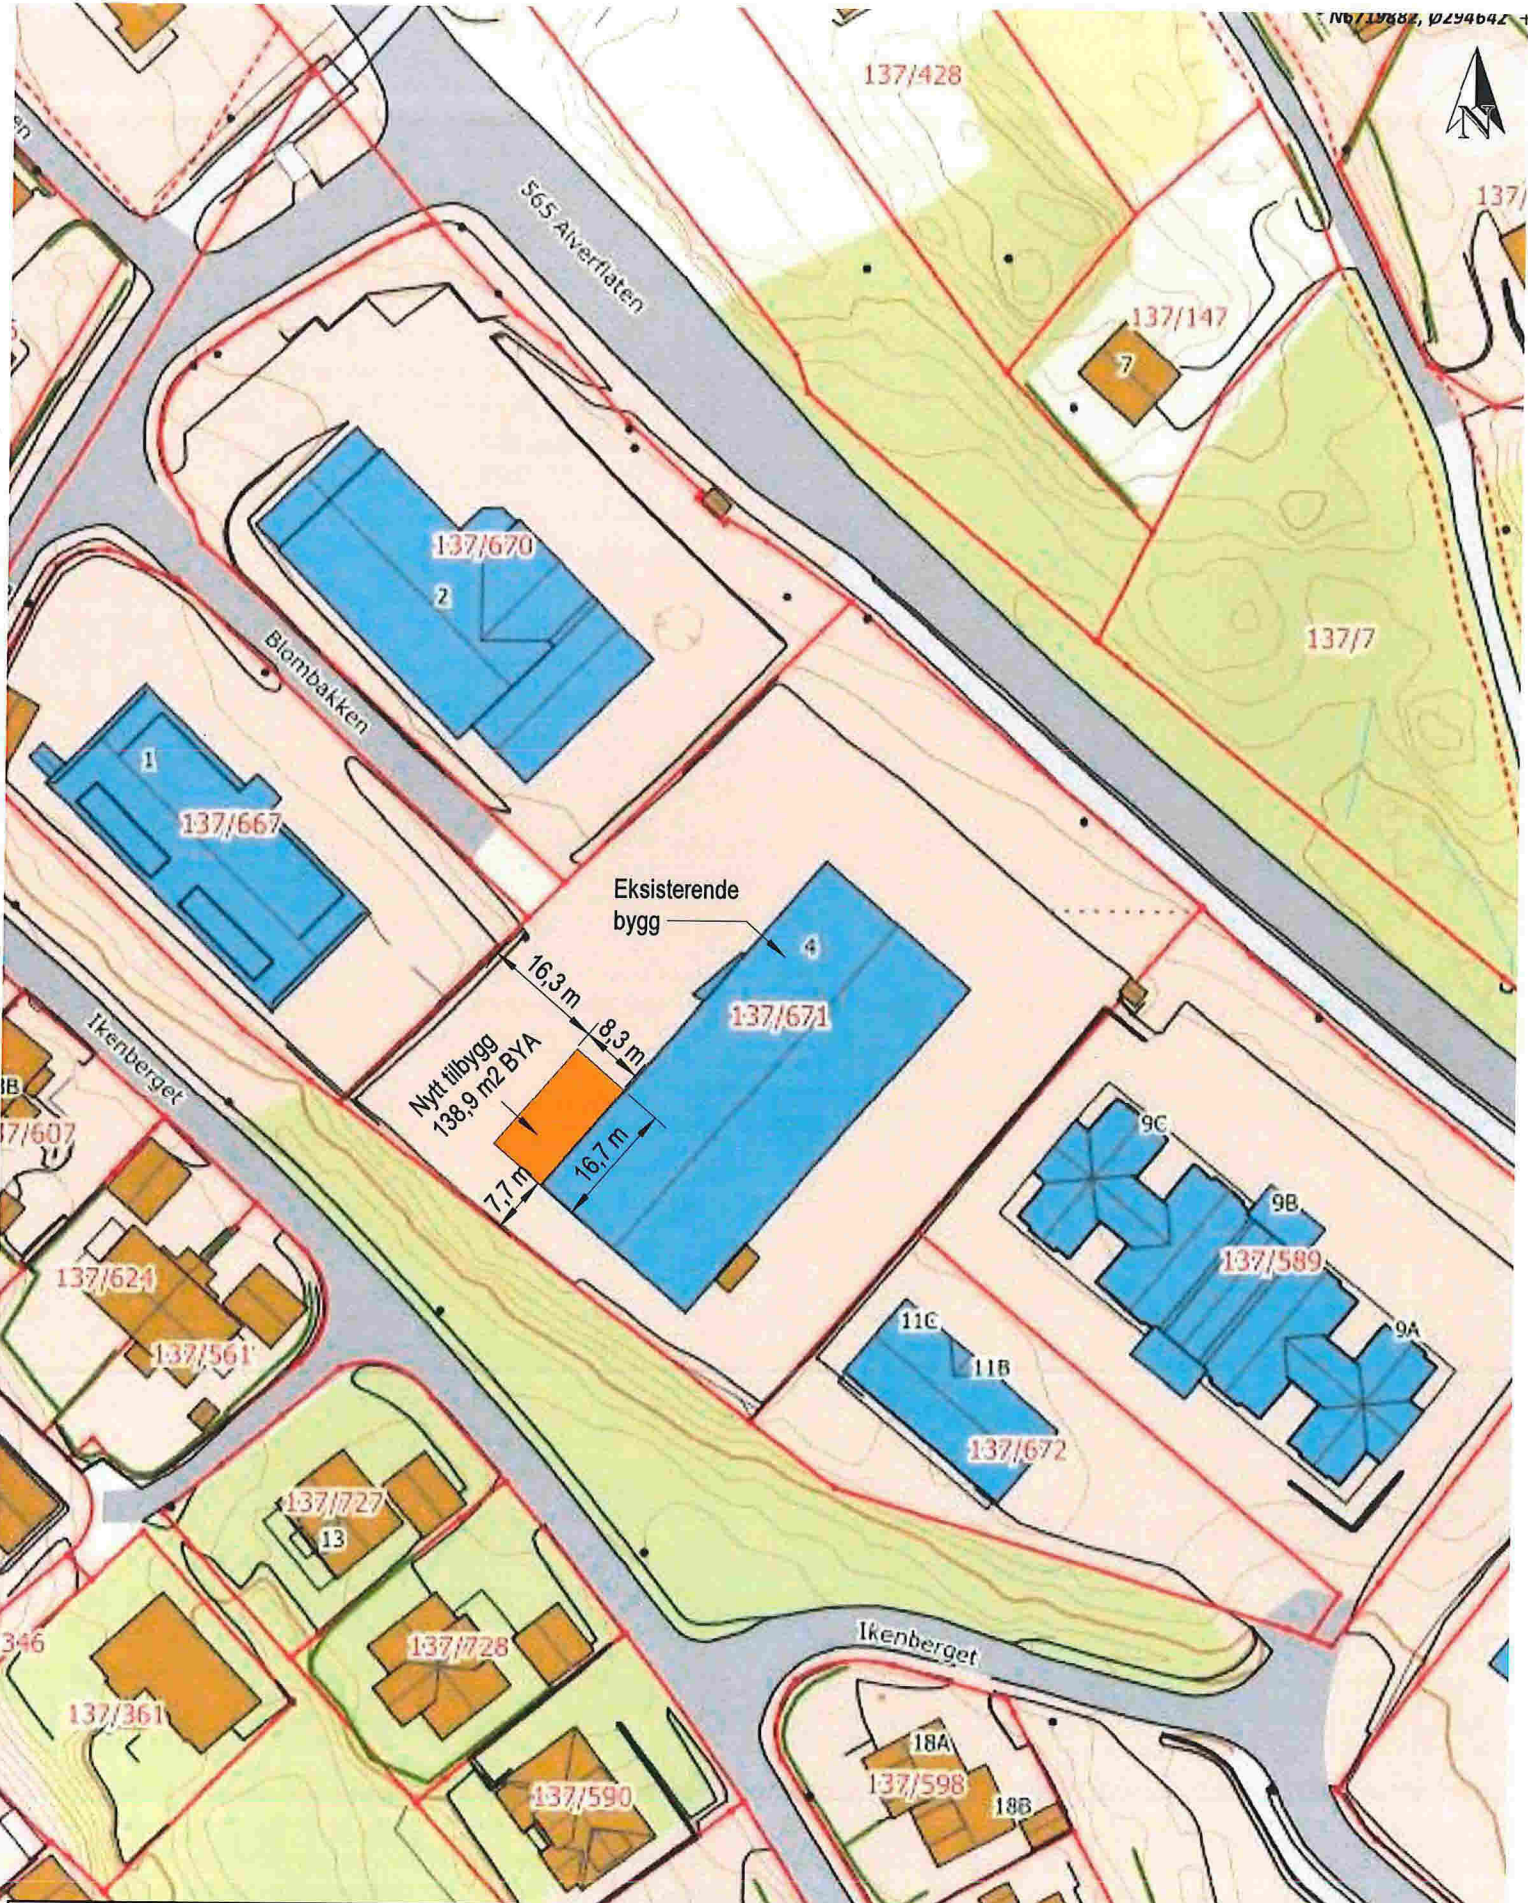 N6719882, Ø294642
N
137/428
565 Alverflaten
137/
137/147
7
137/670
2
137/7
Blombakken
1
137/667
Eksisterende
bygg
4
137/671
16,3 m
8,3 m
Nytt tilbygg
138,9 m2 BYA
16,7 m
7,7 m
Ikenberget
9C
9B
137/589
9A
137/624
137/561
11C
11B
137/672
137/727
13
346
137/728
137/361
Ikenberget
137/590
18A
137/598
18B